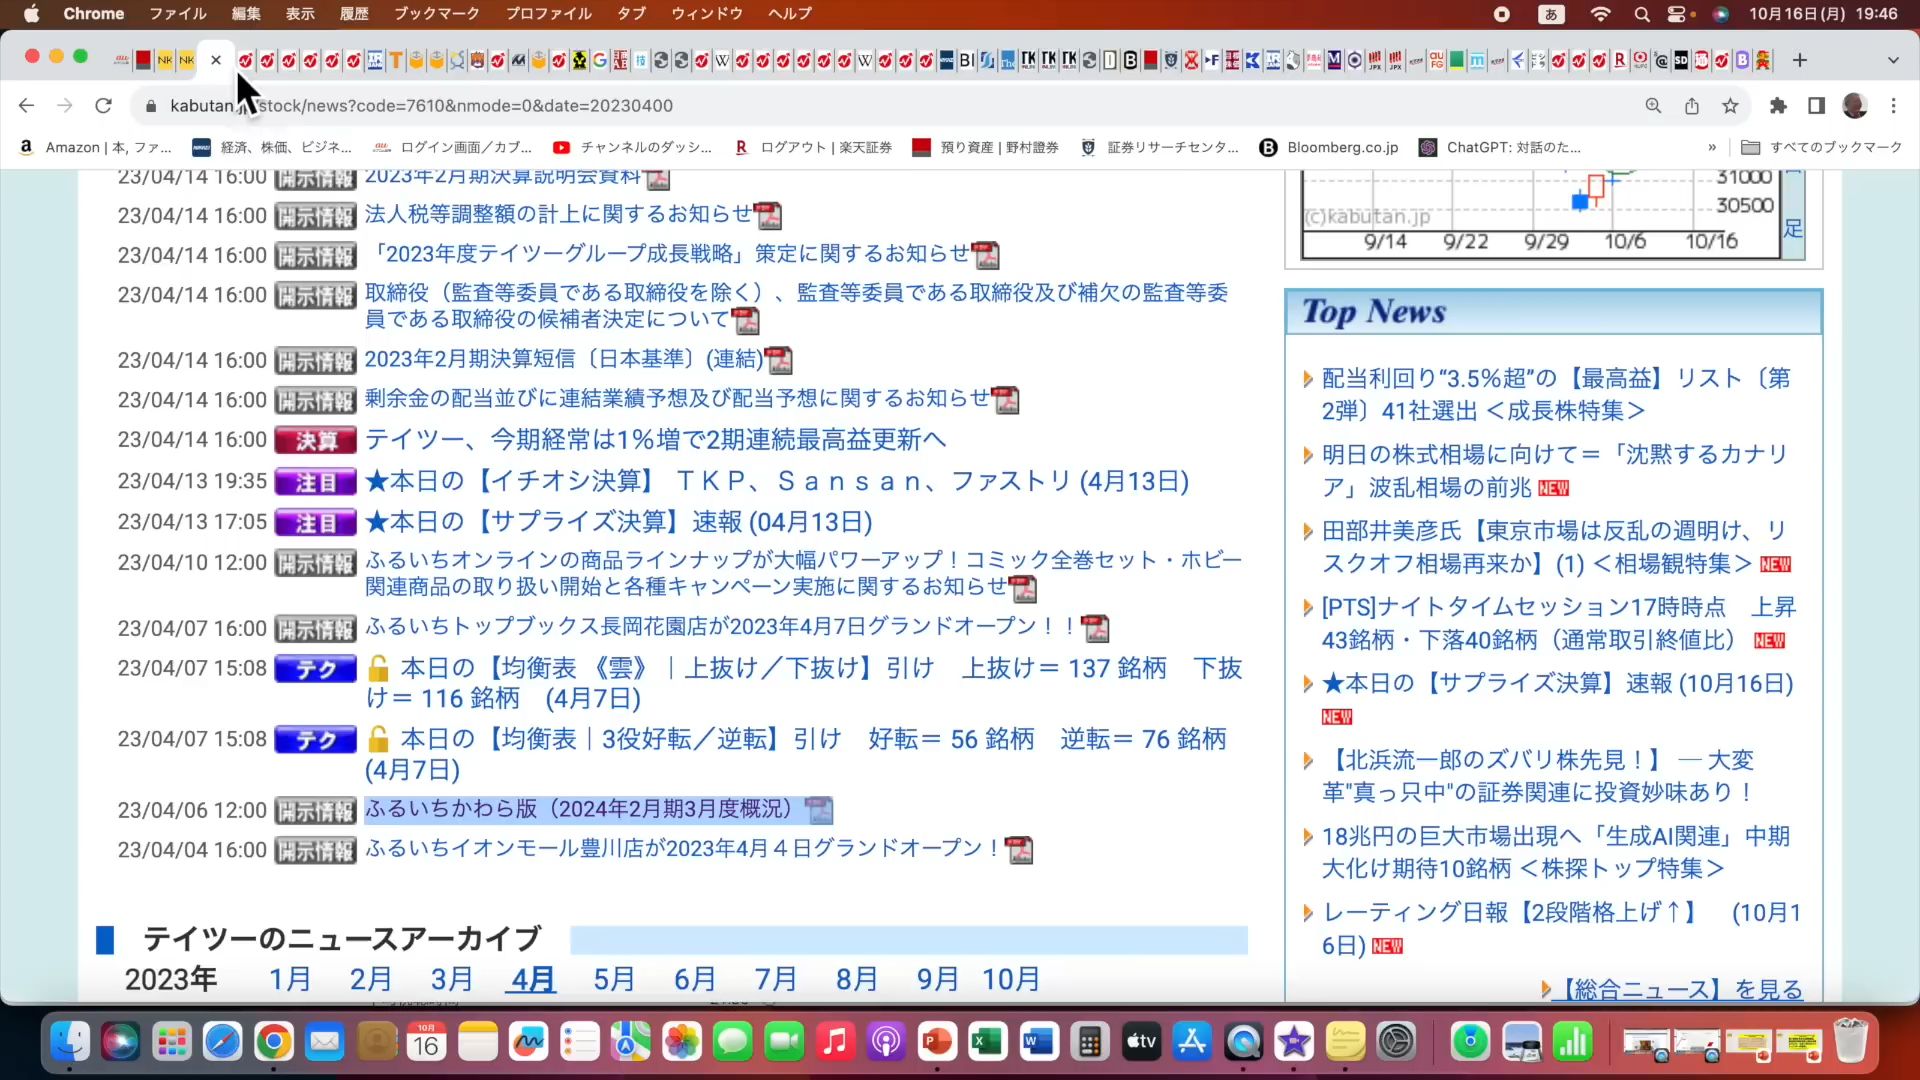 Chrome ファイル 編集 表示 履歴 ブックマーク プロファイル タブ ウィンドウ ヘルプ あ 10月16日(月) 19:46
kabutan stock/news?code=7610&nmode=0&date=20230400
Amazon | 本, ファ... 経済、株価、ビジネ... ログイン画面／カブ... チャンネルのダッシ... ログアウト | 楽天証券 預り資産 | 野村證券 証券リサーチセンタ... Bloomberg.co.jp ChatGPT: 対話のた... » すべてのブックマーク
23/04/14 16:00 開示情報 2023年2月期決算説明会資料
23/04/14 16:00 開示情報 法人税等調整額の計上に関するお知らせ
23/04/14 16:00 開示情報 「2023年度テイツーグループ成長戦略」策定に関するお知らせ
23/04/14 16:00 開示情報 取締役（監査等委員である取締役を除く）、監査等委員である取締役及び補欠の監査等委
員である取締役の候補者決定について
23/04/14 16:00 開示情報 2023年2月期決算短信〔日本基準〕(連結)
23/04/14 16:00 開示情報 剰余金の配当並びに連結業績予想及び配当予想に関するお知らせ
23/04/14 16:00 決算 テイツー、今期経常は1％増で2期連続最高益更新へ
23/04/13 19:35 注目 ★本日の【イチオシ決算】 ＴＫＰ、Ｓａｎｓａｎ、ファストリ (4月13日)
23/04/13 17:05 注目 ★本日の【サプライズ決算】速報 (04月13日)
23/04/10 12:00 開示情報 ふるいちオンラインの商品ラインナップが大幅パワーアップ！コミック全巻セット・ホビー
関連商品の取り扱い開始と各種キャンペーン実施に関するお知らせ
23/04/07 16:00 開示情報 ふるいちトップブックス長岡花園店が2023年4月7日グランドオープン！！
23/04/07 15:08 テク 本日の【均衡表 《雲》｜上抜け／下抜け】引け　上抜け＝ 137 銘柄　下抜
け＝ 116 銘柄　(4月7日)
23/04/07 15:08 テク 本日の【均衡表｜3役好転／逆転】引け　好転＝ 56 銘柄　逆転＝ 76 銘柄
(4月7日)
23/04/06 12:00 開示情報 ふるいちかわら版（2024年2月期3月度概況）
23/04/04 16:00 開示情報 ふるいちイオンモール豊川店が2023年4月４日グランドオープン！
テイツーのニュースアーカイブ
2023年 1月 2月 3月 4月 5月 6月 7月 8月 9月 10月
31000
30500
(c)kabutan.jp
9/14 9/22 9/29 10/6 10/16
足
Top News
配当利回り“3.5％超”の【最高益】リスト〔第
2弾〕41社選出 ＜成長株特集＞
明日の株式相場に向けて＝「沈黙するカナリ
ア」波乱相場の前兆 NEW
田部井美彦氏【東京市場は反乱の週明け、リ
スクオフ相場再来か】(1) ＜相場観特集＞ NEW
[PTS]ナイトタイムセッション17時時点　上昇
43銘柄・下落40銘柄（通常取引終値比） NEW
★本日の【サプライズ決算】速報 (10月16日)
NEW
【北浜流一郎のズバリ株先見！】 ― 大変
革"真っ只中"の証券関連に投資妙味あり！
18兆円の巨大市場出現へ「生成AI関連」中期
大化け期待10銘柄 ＜株探トップ特集＞
レーティング日報【2段階格上げ↑】　(10月1
6日) NEW
【総合ニュース】を見る
10月
16
tv